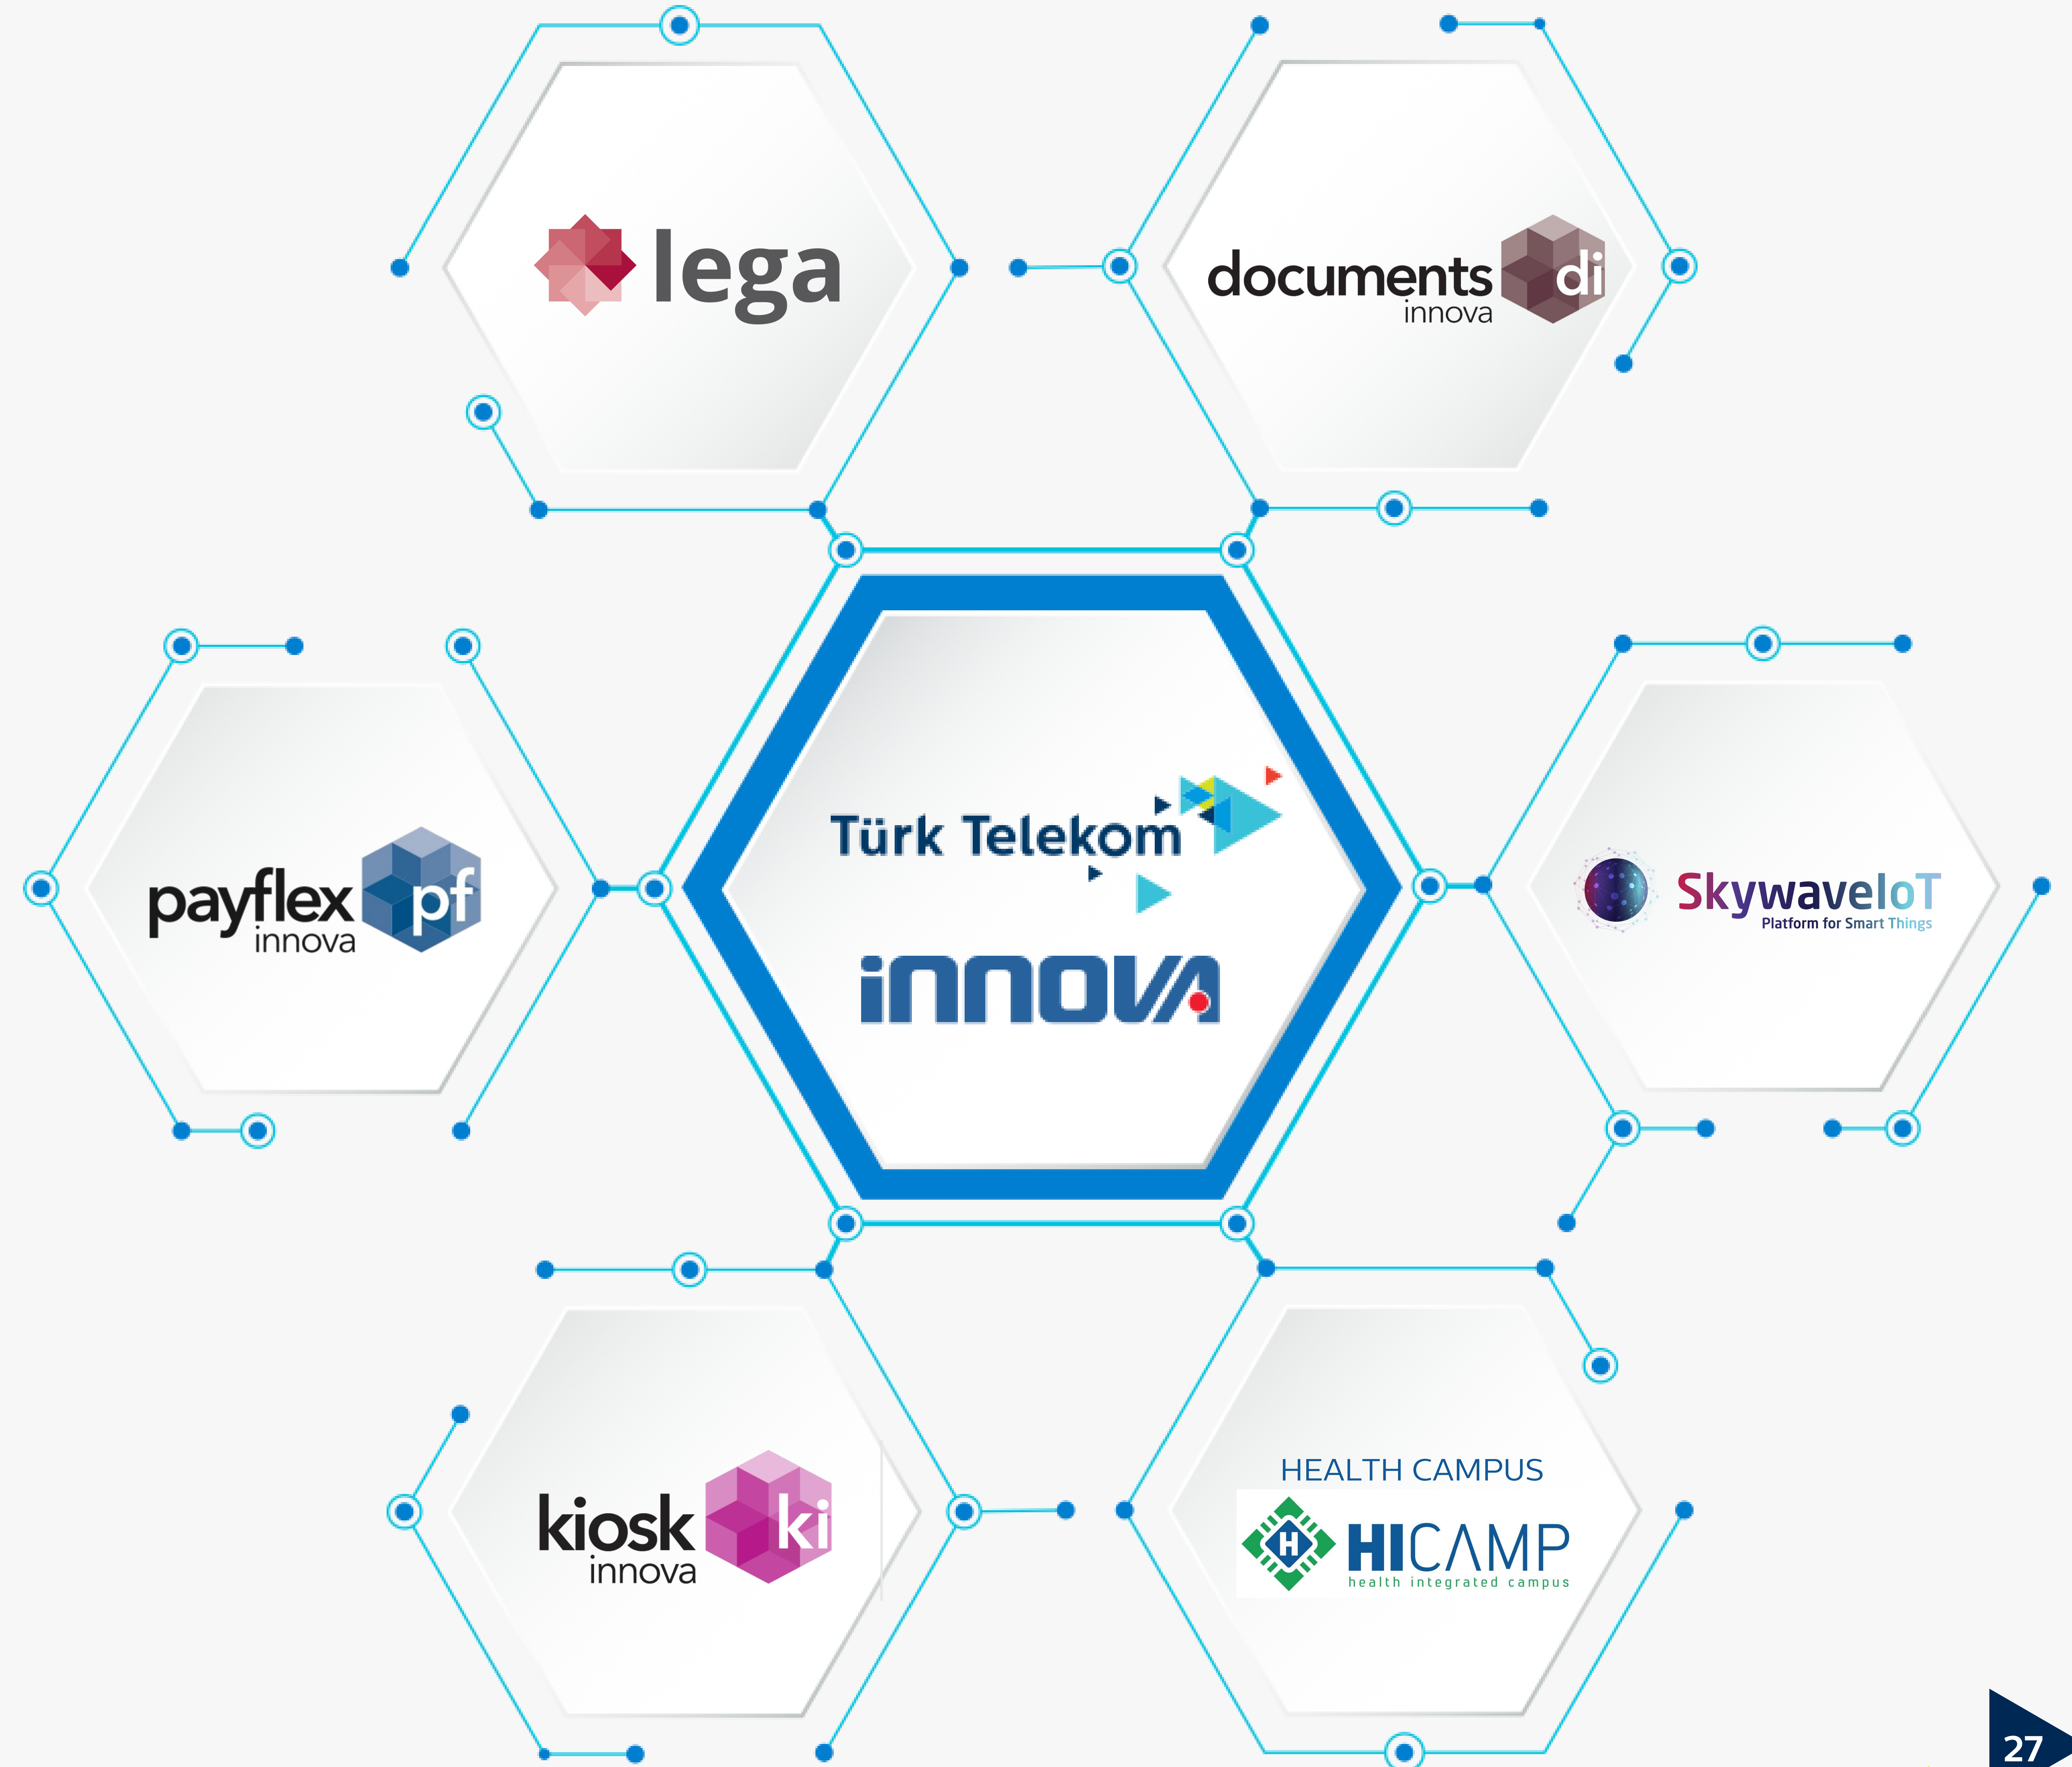 lega
documents di
innova
Türk Telekom
innova
payflex pf
innova
SkywaveIoT
Platform for Smart Things
kiosk ki
innova
HEALTH CAMPUS
H
HICAMP
health integrated campus
27